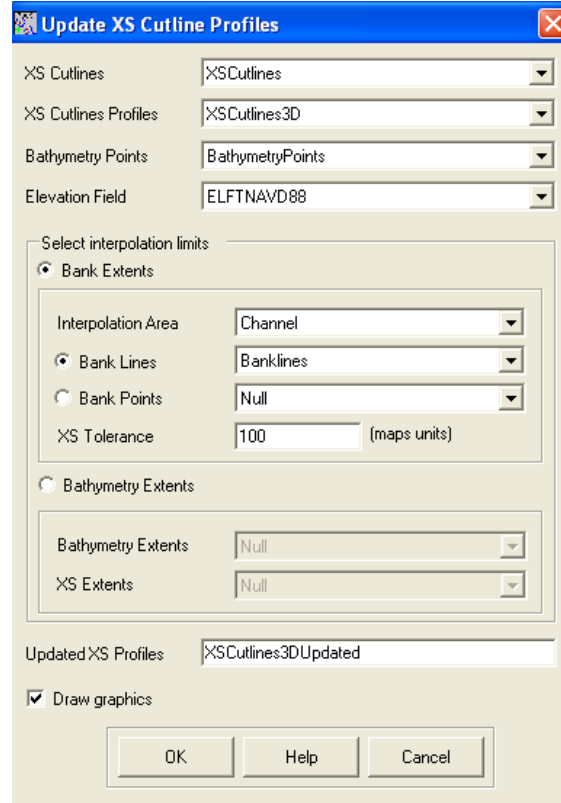 Update XS Cutline Profiles
XS Cutlines XSCutlines
XS Cutlines Profiles XSCutlines3D
Bathymetry Points BathymetryPoints
Elevation Field ELFTNAVD88
Select interpolation limits
Bank Extents
Interpolation Area Channel
Bank Lines Banklines
Bank Points Null
XS Tolerance 100 (maps units)
Bathymetry Extents
Bathymetry Extents Null
XS Extents Null
Updated XS Profiles XSCutlines3DUpdated
Draw graphics
OK Help Cancel